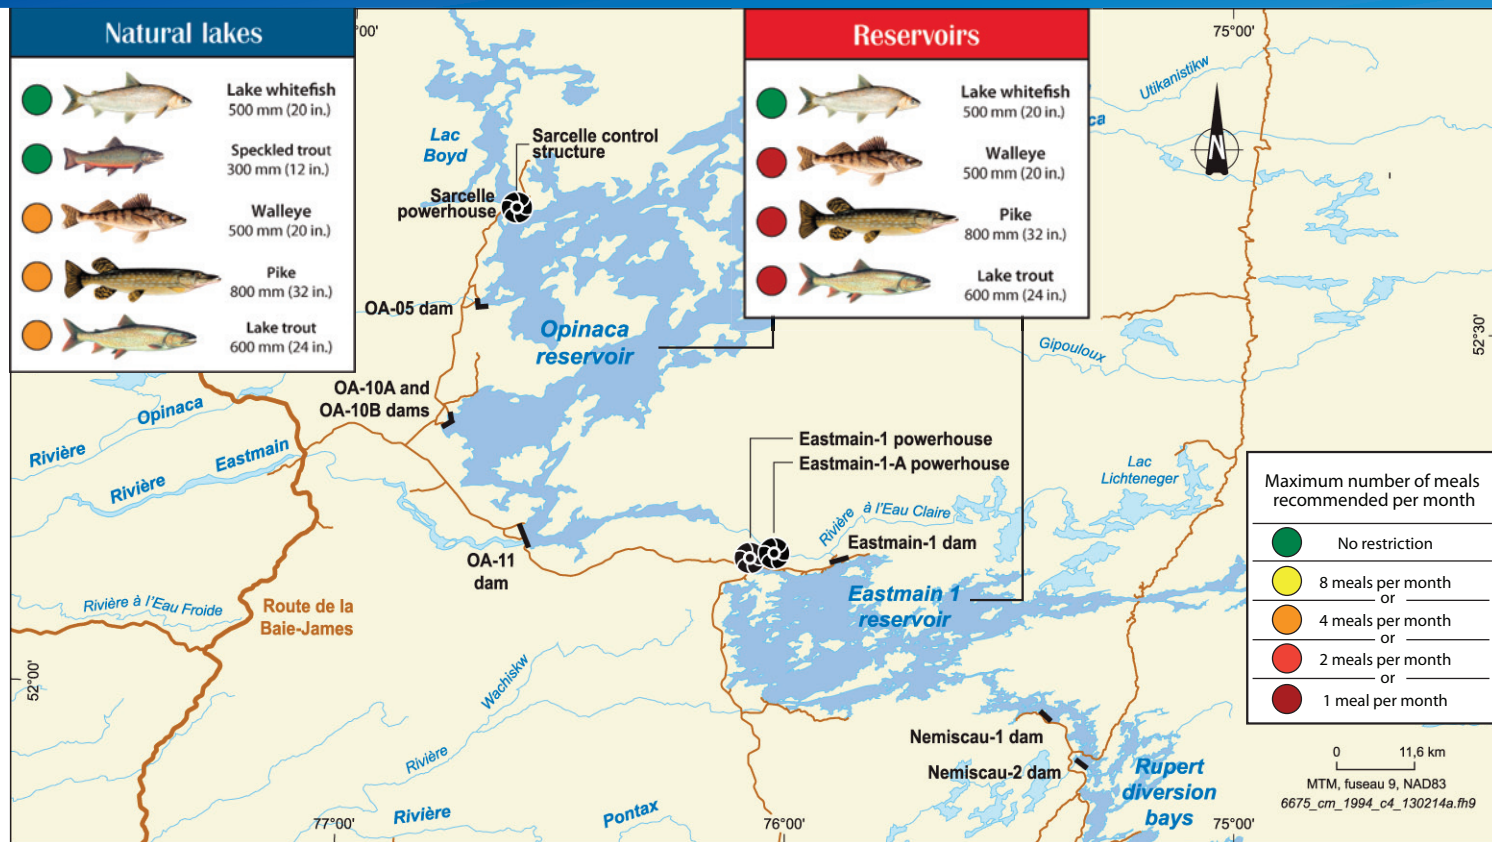 Natural lakes
Lake whitefish
500 mm (20 in.)
Speckled trout
300 mm (12 in.)
Walleye
500 mm (20 in.)
Pike
800 mm (32 in.)
Lake trout
600 mm (24 in.)
Reservoirs
Lake whitefish
500 mm (20 in.)
Walleye
500 mm (20 in.)
Pike
800 mm (32 in.)
Lake trout
600 mm (24 in.)
00'
75°00'
Utikanistikw
ca
N
Lac
Boyd
Sarcelle control
structure
Sarcelle
powerhouse
OA-05 dam
Opinaca
reservoir
Gipouloux
52°30'
OA-10A and
OA-10B dams
Rivière Opinaca
Rivière Eastmain
Eastmain-1 powerhouse
Eastmain-1-A powerhouse
Lac
Lichteneger
Rivière à l'Eau Claire
Eastmain-1 dam
OA-11
dam
Eastmain 1
reservoir
Rivière à l'Eau Froide
Route de la
Baie-James
52°00'
Rivière Wachiskw
Nemiscau-1 dam
Nemiscau-2 dam
Rupert
diversion
bays
Rivière Pontax
77°00'
76°00'
75°00'
Maximum number of meals
recommended per month
No restriction
8 meals per month
or
4 meals per month
or
2 meals per month
or
1 meal per month
0 11,6 km
MTM, fuseau 9, NAD83
6675_cm_1994_c4_130214a.fh9